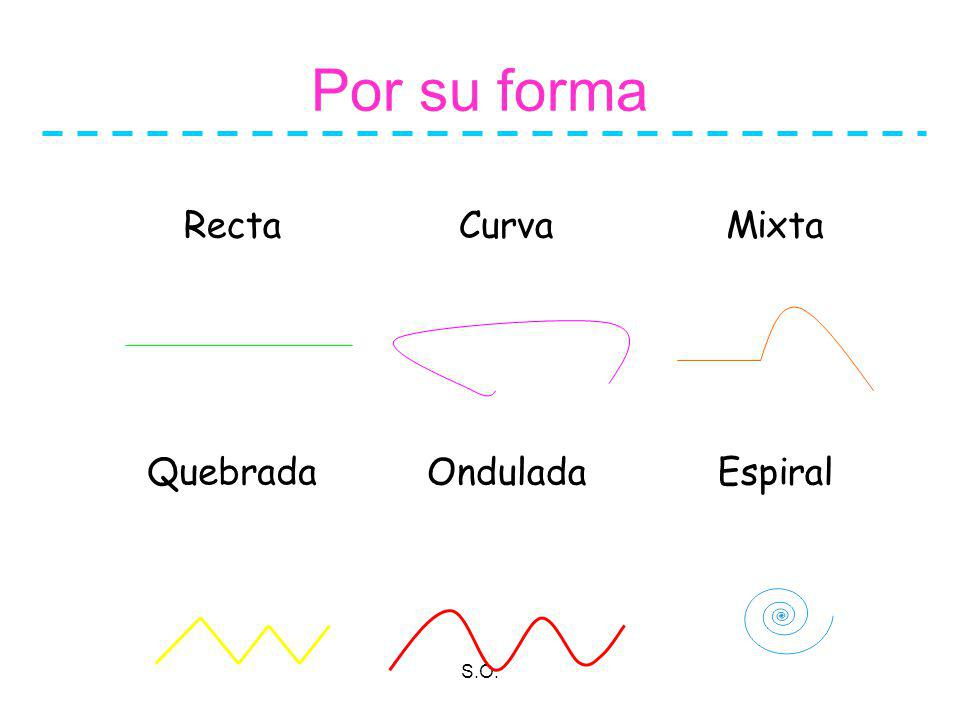 Por su forma
Recta Curva Mixta
Quebrada Ondulada Espiral
S.O.